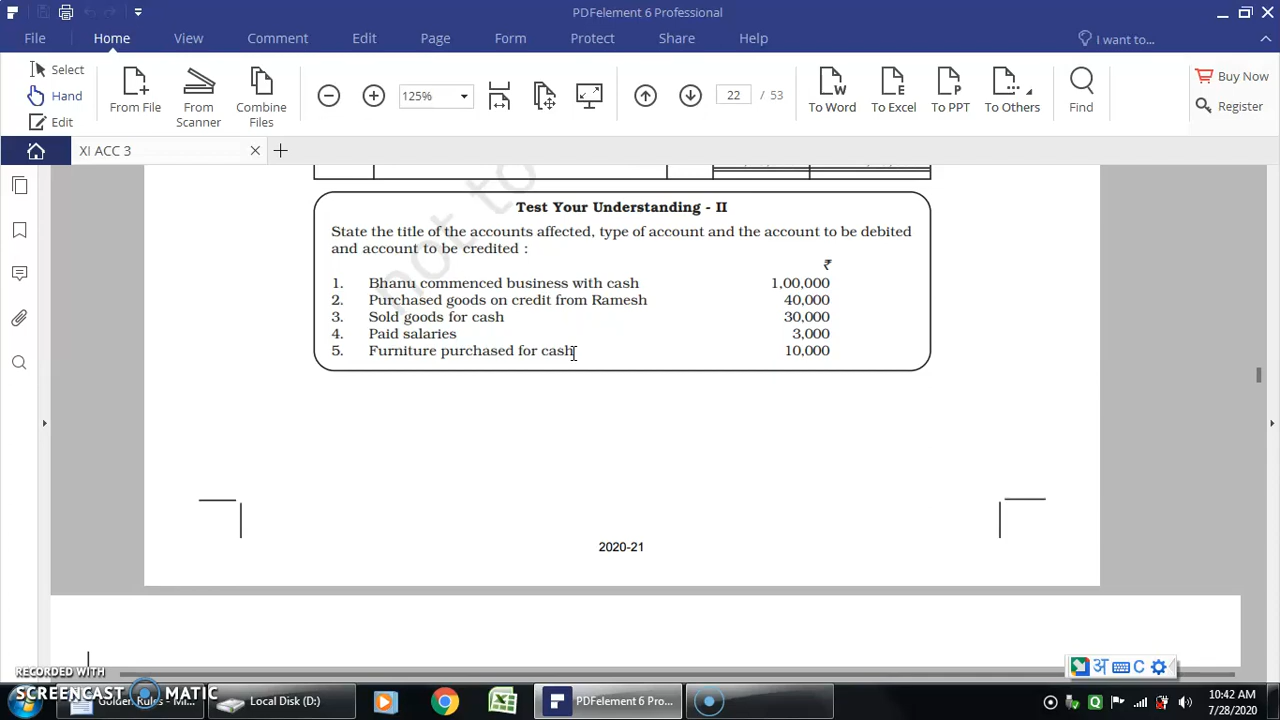 PDFelement 6 Professional
File Home View Comment Edit Page Form Protect Share Help I want to...
Select
Hand
Edit
From File
From Scanner
Combine Files
125%
22 / 53
To Word To Excel To PPT To Others
Find
Buy Now
Register
XI ACC 3
not to
Test Your Understanding - II
State the title of the accounts affected, type of account and the account to be debited
and account to be credited :
₹
1. Bhanu commenced business with cash 1,00,000
2. Purchased goods on credit from Ramesh 40,000
3. Sold goods for cash 30,000
4. Paid salaries 3,000
5. Furniture purchased for cash 10,000
2020-21
अ C
RECORDED WITH
SCREENCAST MATIC
Golden Rules - Mi...
Local Disk (D:)
PDFelement 6 Pro...
10:42 AM
7/28/2020